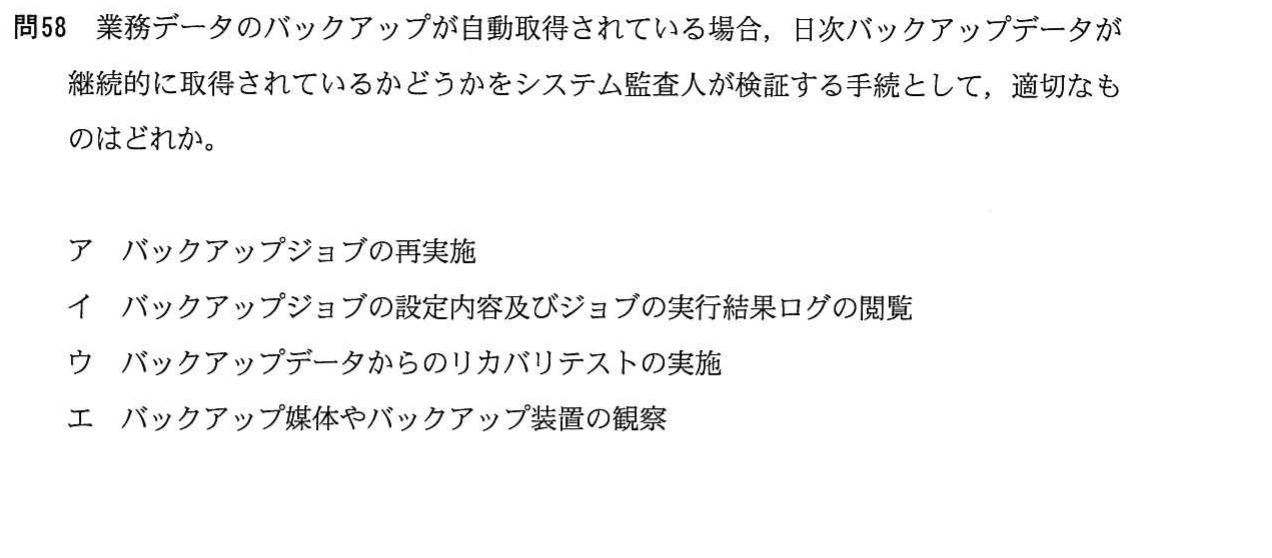 問58 業務データのバックアップが自動取得されている場合，日次バックアップデータが
継続的に取得されているかどうかをシステム監査人が検証する手続として，適切なも
のはどれか。
ア バックアップジョブの再実施
イ バックアップジョブの設定内容及びジョブの実行結果ログの閲覧
ウ バックアップデータからのリカバリテストの実施
エ バックアップ媒体やバックアップ装置の観察